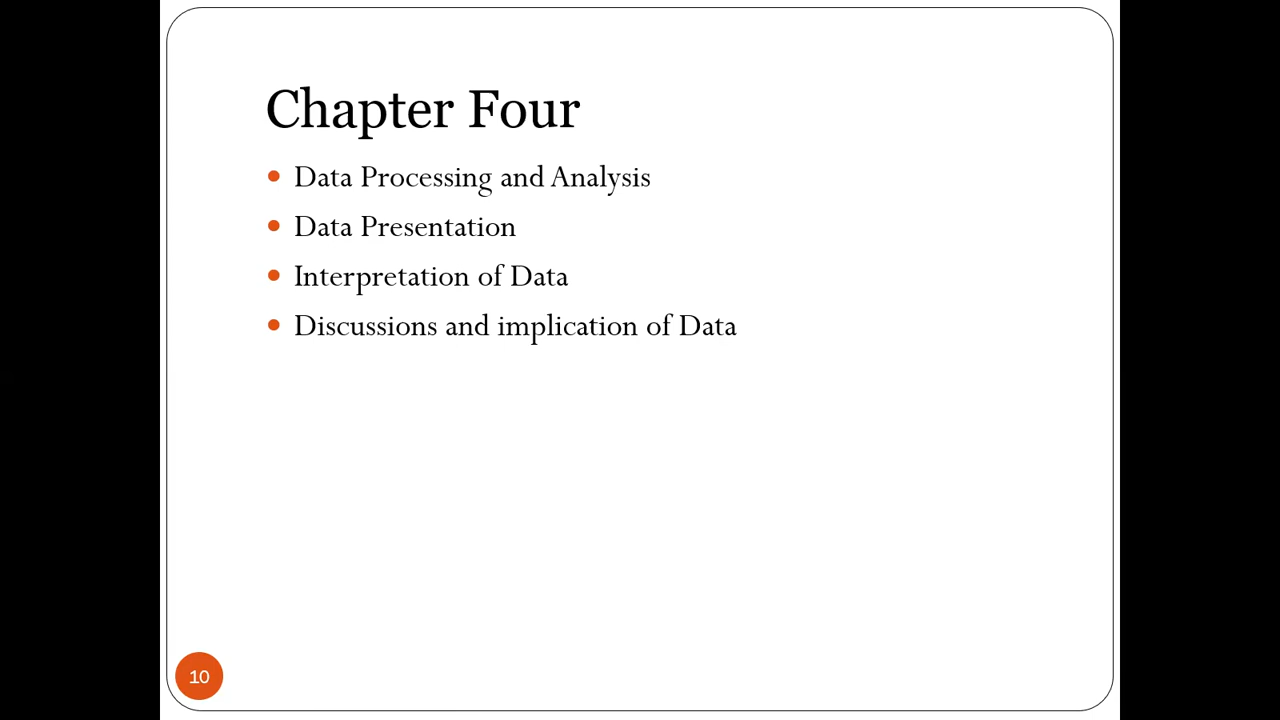 Chapter Four
• Data Processing and Analysis
• Data Presentation
• Interpretation of Data
• Discussions and implication of Data
10